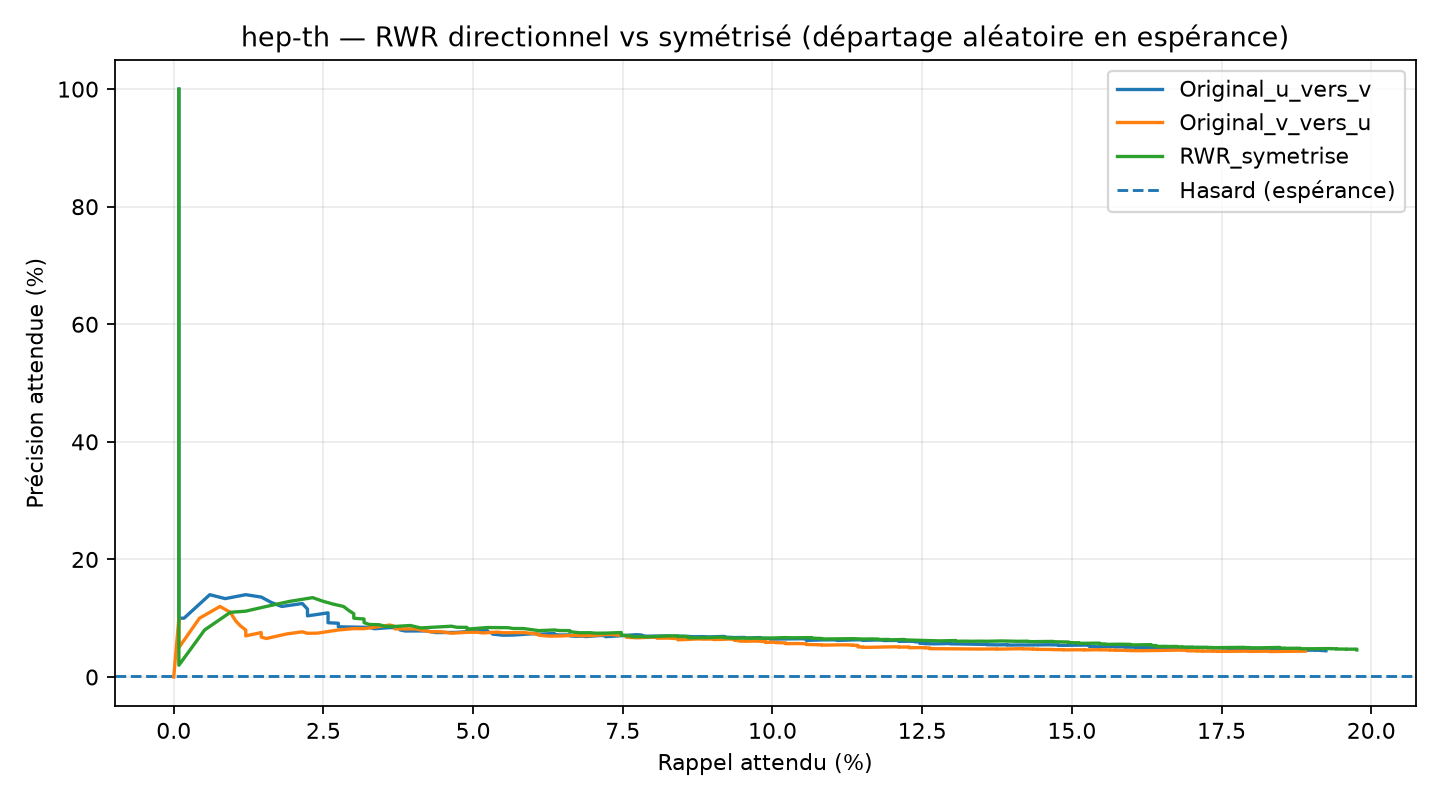 hep-th — RWR directionnel vs symétrisé (départage aléatoire en espérance)
Original_u_vers_v
Original_v_vers_u
RWR_symetrise
Hasard (espérance)
Précision attendue (%)
100
80
60
40
20
0
0.0 2.5 5.0 7.5 10.0 12.5 15.0 17.5 20.0
Rappel attendu (%)